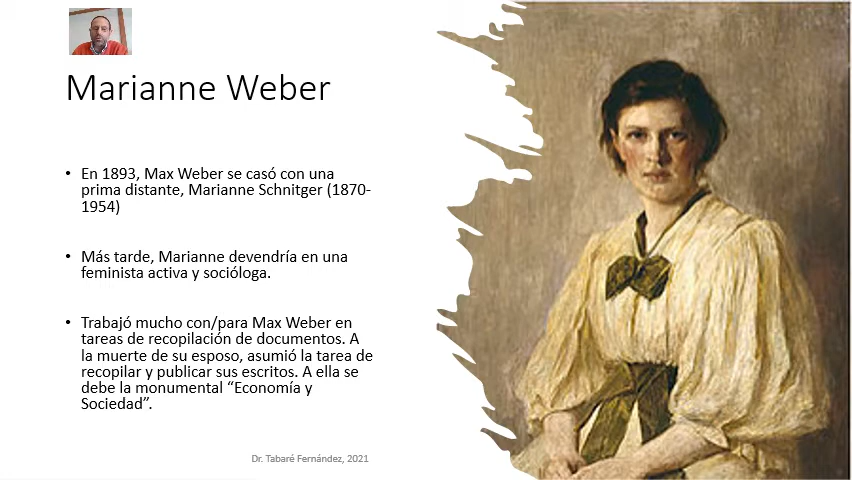 Marianne Weber
• En 1893, Max Weber se casó con una
prima distante, Marianne Schnitger (1870-
1954)
• Más tarde, Marianne devendría en una
feminista activa y socióloga.
• Trabajó mucho con/para Max Weber en
tareas de recopilación de documentos. A
la muerte de su esposo, asumió la tarea de
recopilar y publicar sus escritos. A ella se
debe la monumental “Economía y
Sociedad”.
Dr. Tabaré Fernández, 2021